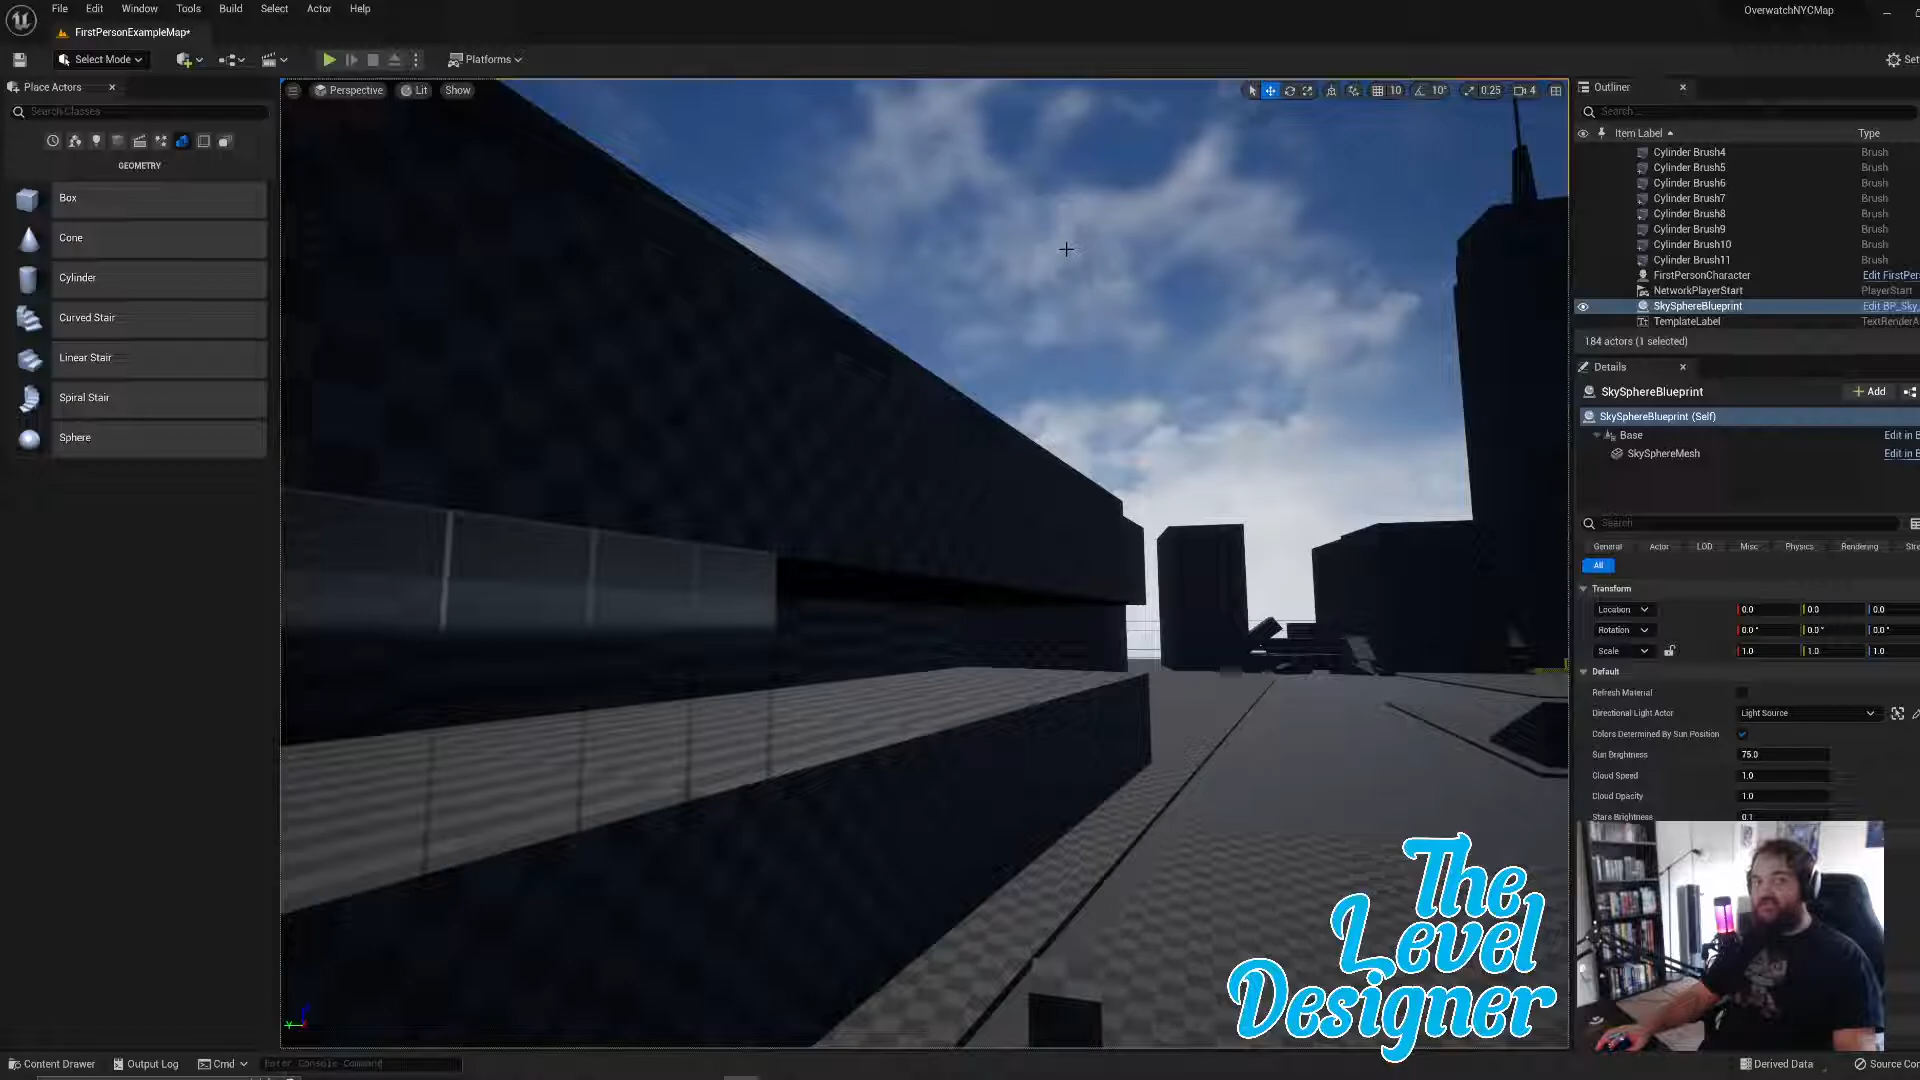 File Edit Window Tools Build Select Actor Help
OverwatchNYCMap
FirstPersonExampleMap*
Select Mode
Platforms
Place Actors
Search Classes
GEOMETRY
Box
Cone
Cylinder
Curved Stair
Linear Stair
Spiral Stair
Sphere
Perspective Lit Show
10 10° 0.25 4
Outliner
Search...
Item Label Type
Cylinder Brush4 Brush
Cylinder Brush5 Brush
Cylinder Brush6 Brush
Cylinder Brush7 Brush
Cylinder Brush8 Brush
Cylinder Brush9 Brush
Cylinder Brush10 Brush
Cylinder Brush11 Brush
FirstPersonCharacter Edit FirstPers
NetworkPlayerStart PlayerStart
SkySphereBlueprint Edit BP_Sky_
TemplateLabel TextRenderA
184 actors (1 selected)
Details
SkySphereBlueprint
Add
SkySphereBlueprint (Self)
Base Edit in B
SkySphereMesh Edit in B
Search
General Actor LOD Misc Physics Rendering Stre
All
Transform
Location 0.0 0.0 0.0
Rotation 0.0° 0.0° 0.0°
Scale 1.0 1.0 1.0
Default
Refresh Material
Directional Light Actor Light Source
Colors Determined By Sun Position
Sun Brightness 75.0
Cloud Speed 1.0
Cloud Opacity 1.0
Stars Brightness 0.1
The
Level
Designer
Content Drawer Output Log Cmd Enter Console Command
Derived Data Source Con